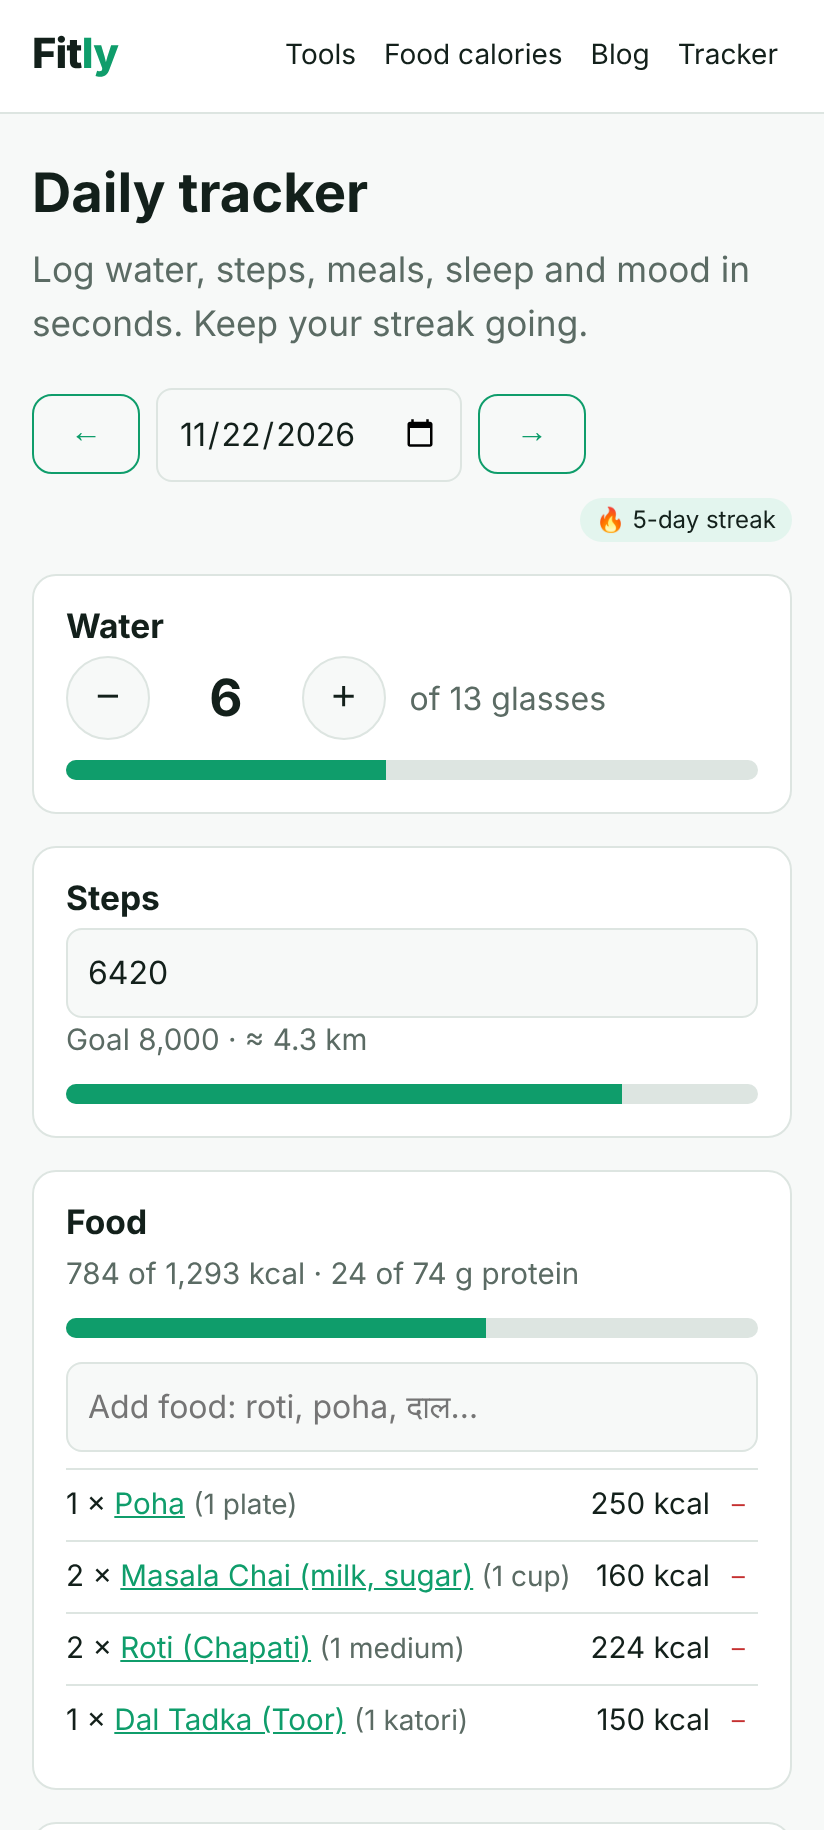 Fitly Tools Food calories Blog Tracker
Daily tracker
Log water, steps, meals, sleep and mood in
seconds. Keep your streak going.
← 11/22/2026 →
🔥 5-day streak
Water
− 6 + of 13 glasses
Steps
6420
Goal 8,000 · ≈ 4.3 km
Food
784 of 1,293 kcal · 24 of 74 g protein
Add food: roti, poha, दाल…
1 × Poha (1 plate) 250 kcal −
2 × Masala Chai (milk, sugar) (1 cup) 160 kcal −
2 × Roti (Chapati) (1 medium) 224 kcal −
1 × Dal Tadka (Toor) (1 katori) 150 kcal −